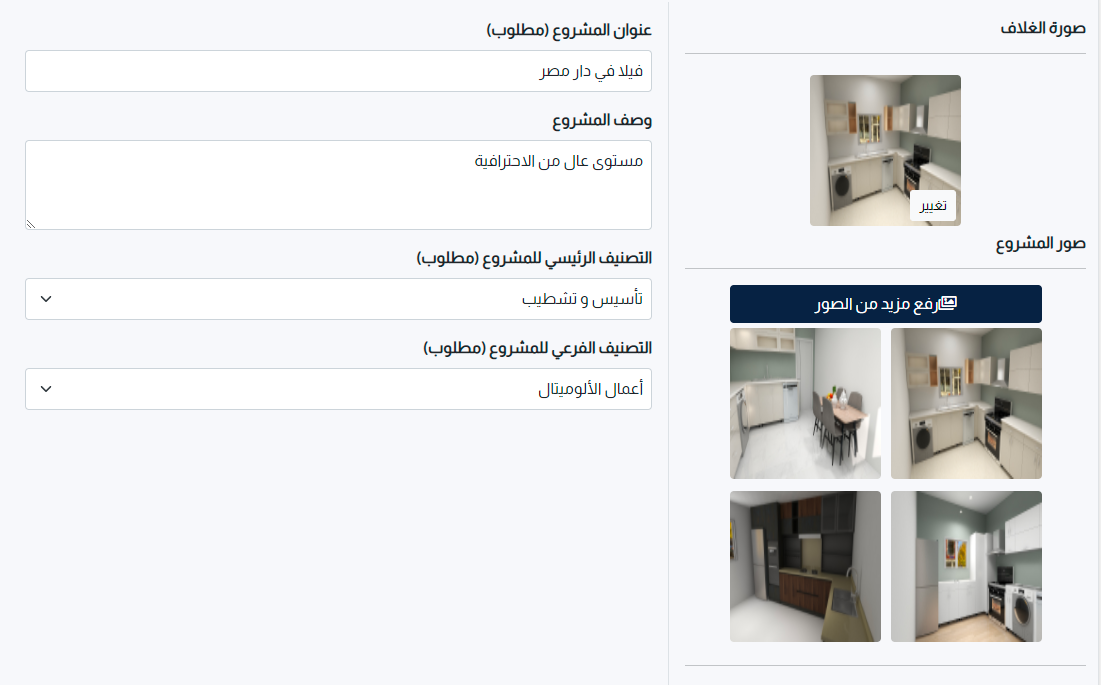 صورة الغلاف
تغيير
صور المشروع
رفع مزيد من الصور
عنوان المشروع (مطلوب)
فيلا في دار مصر
وصف المشروع
مستوى عال من الاحترافية
التصنيف الرئيسي للمشروع (مطلوب)
تأسيس و تشطيب
التصنيف الفرعي للمشروع (مطلوب)
أعمال الألوميتال